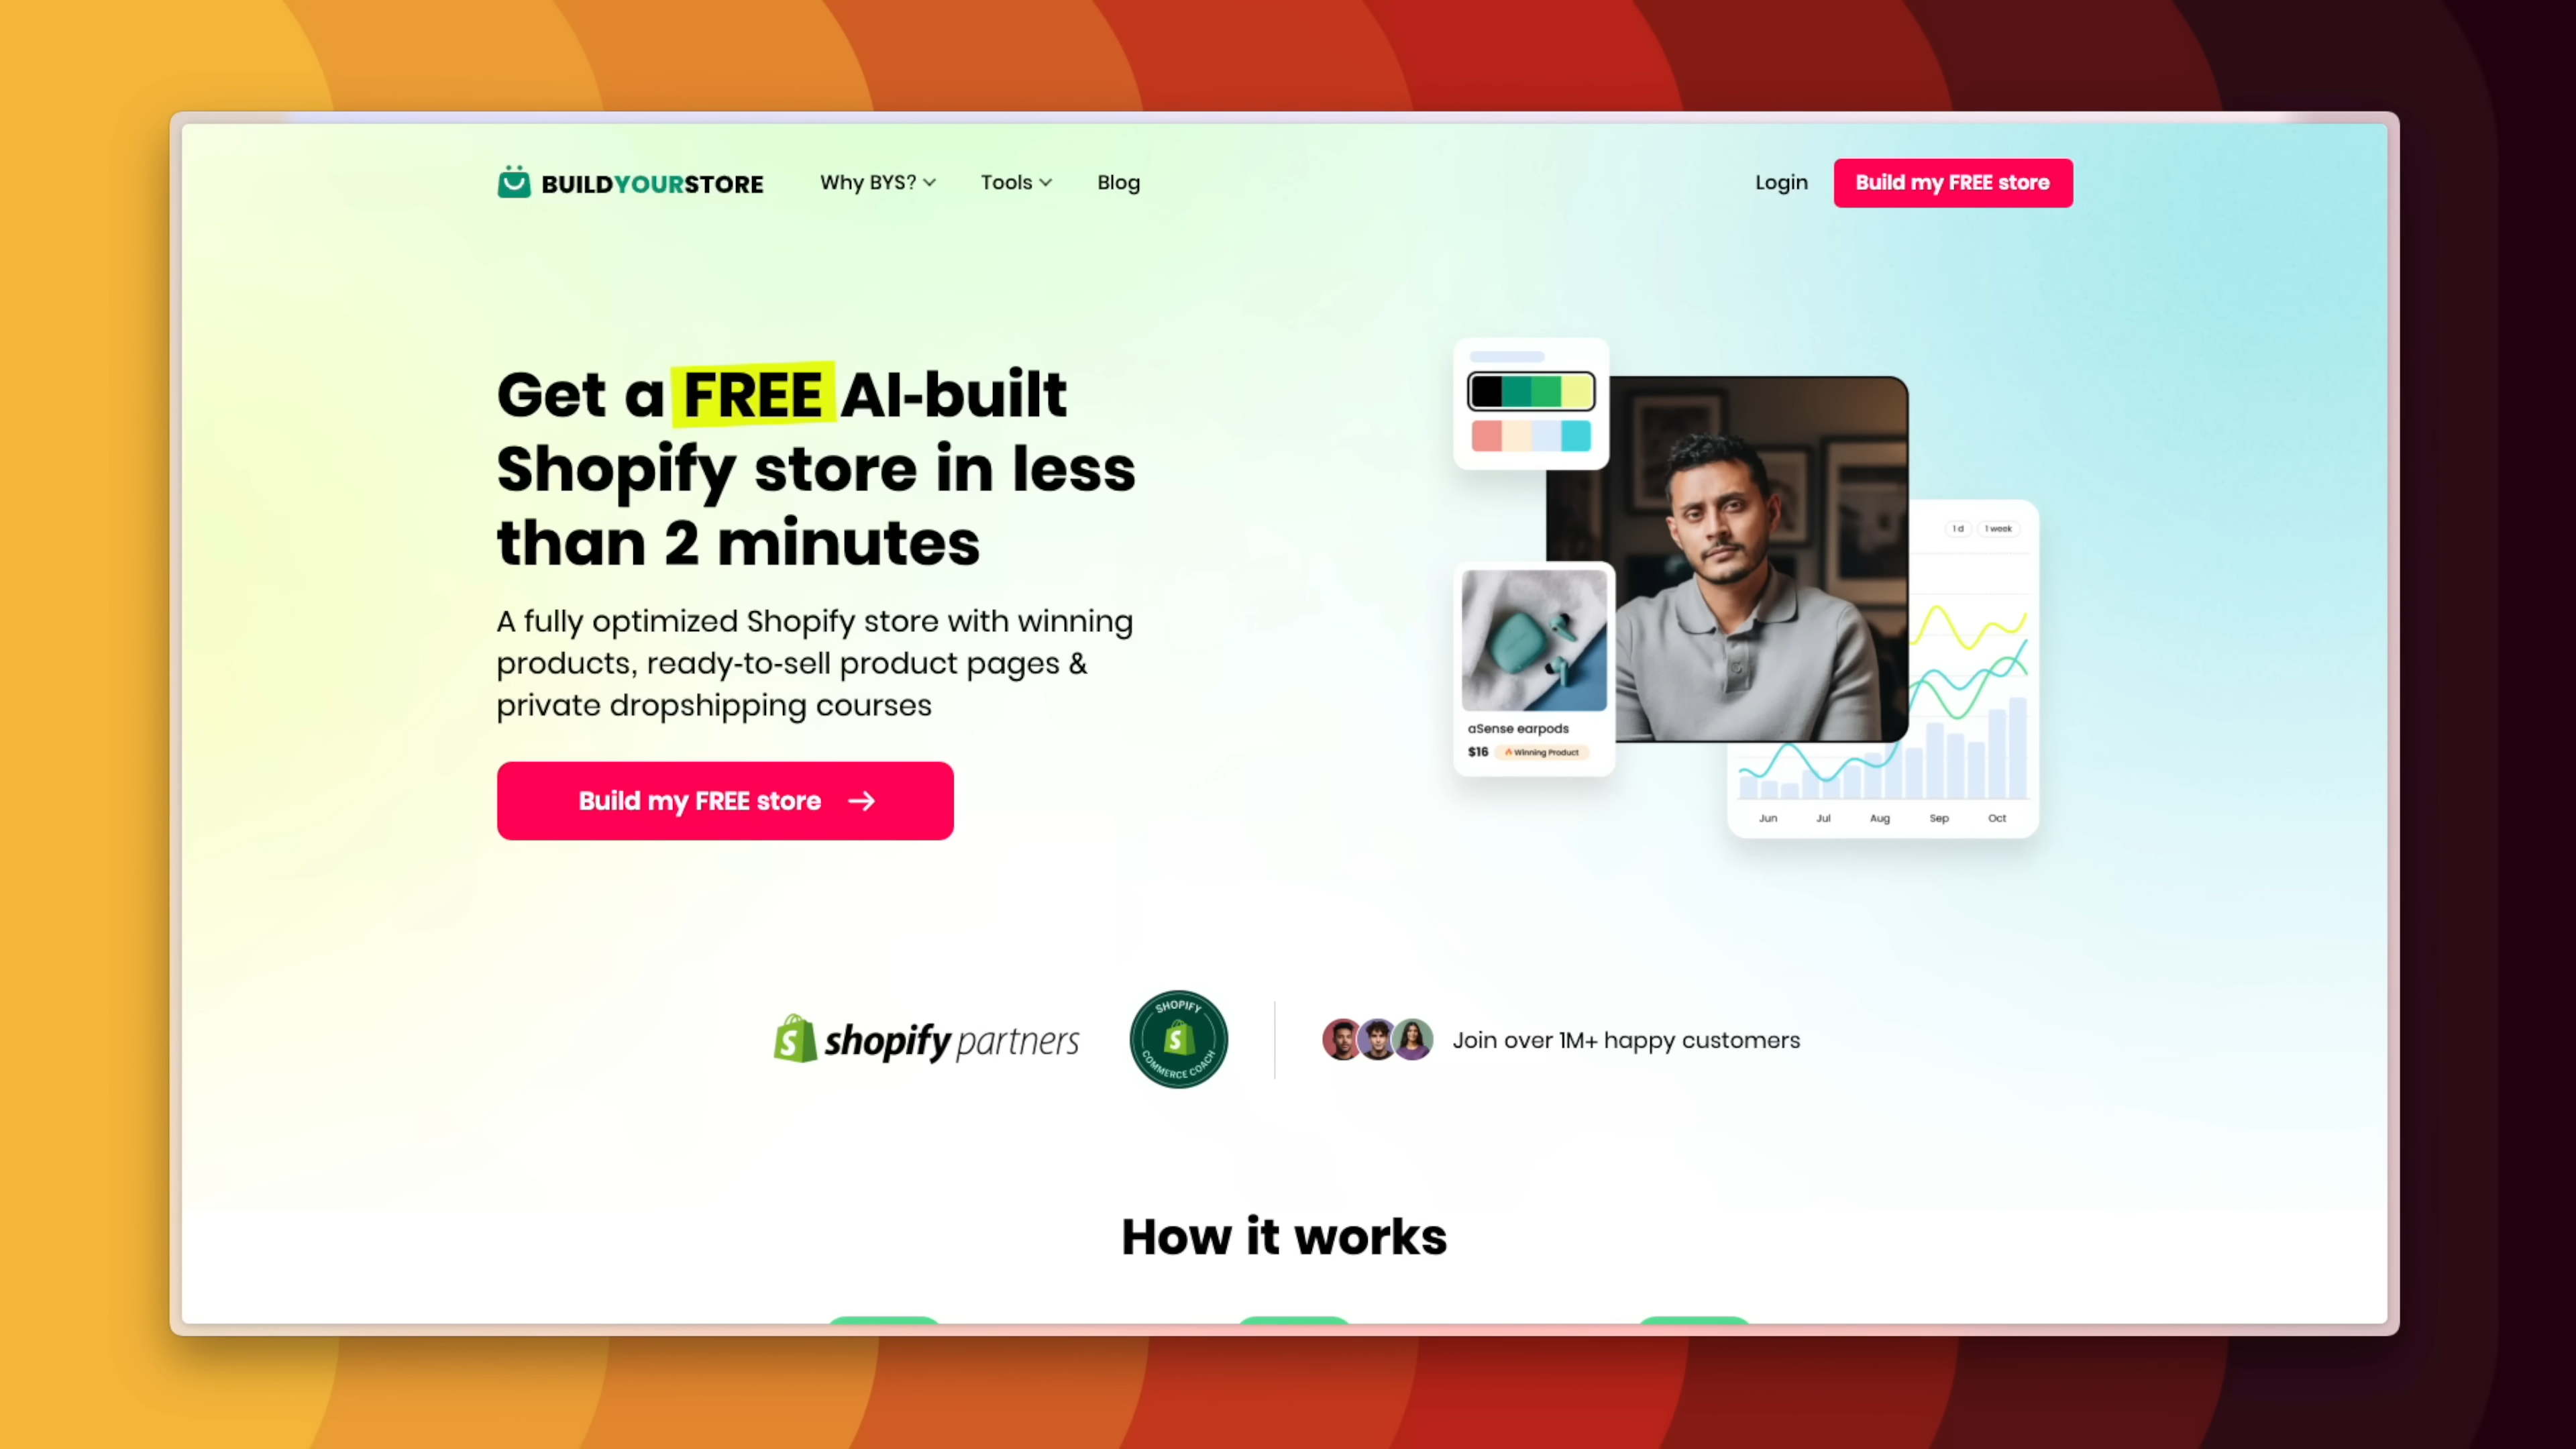 BUILDYOURSTORE
Why BYS?
Tools
Blog
Login
Build my FREE store
Get a FREE AI-built
Shopify store in less
than 2 minutes
A fully optimized Shopify store with winning
products, ready-to-sell product pages &
private dropshipping courses
Build my FREE store
1 d
1 week
aSense earpods
$16
Winning Product
Jun
Jul
Aug
Sep
Oct
shopify partners
SHOPIFY
COMMERCE COACH
Join over 1M+ happy customers
How it works